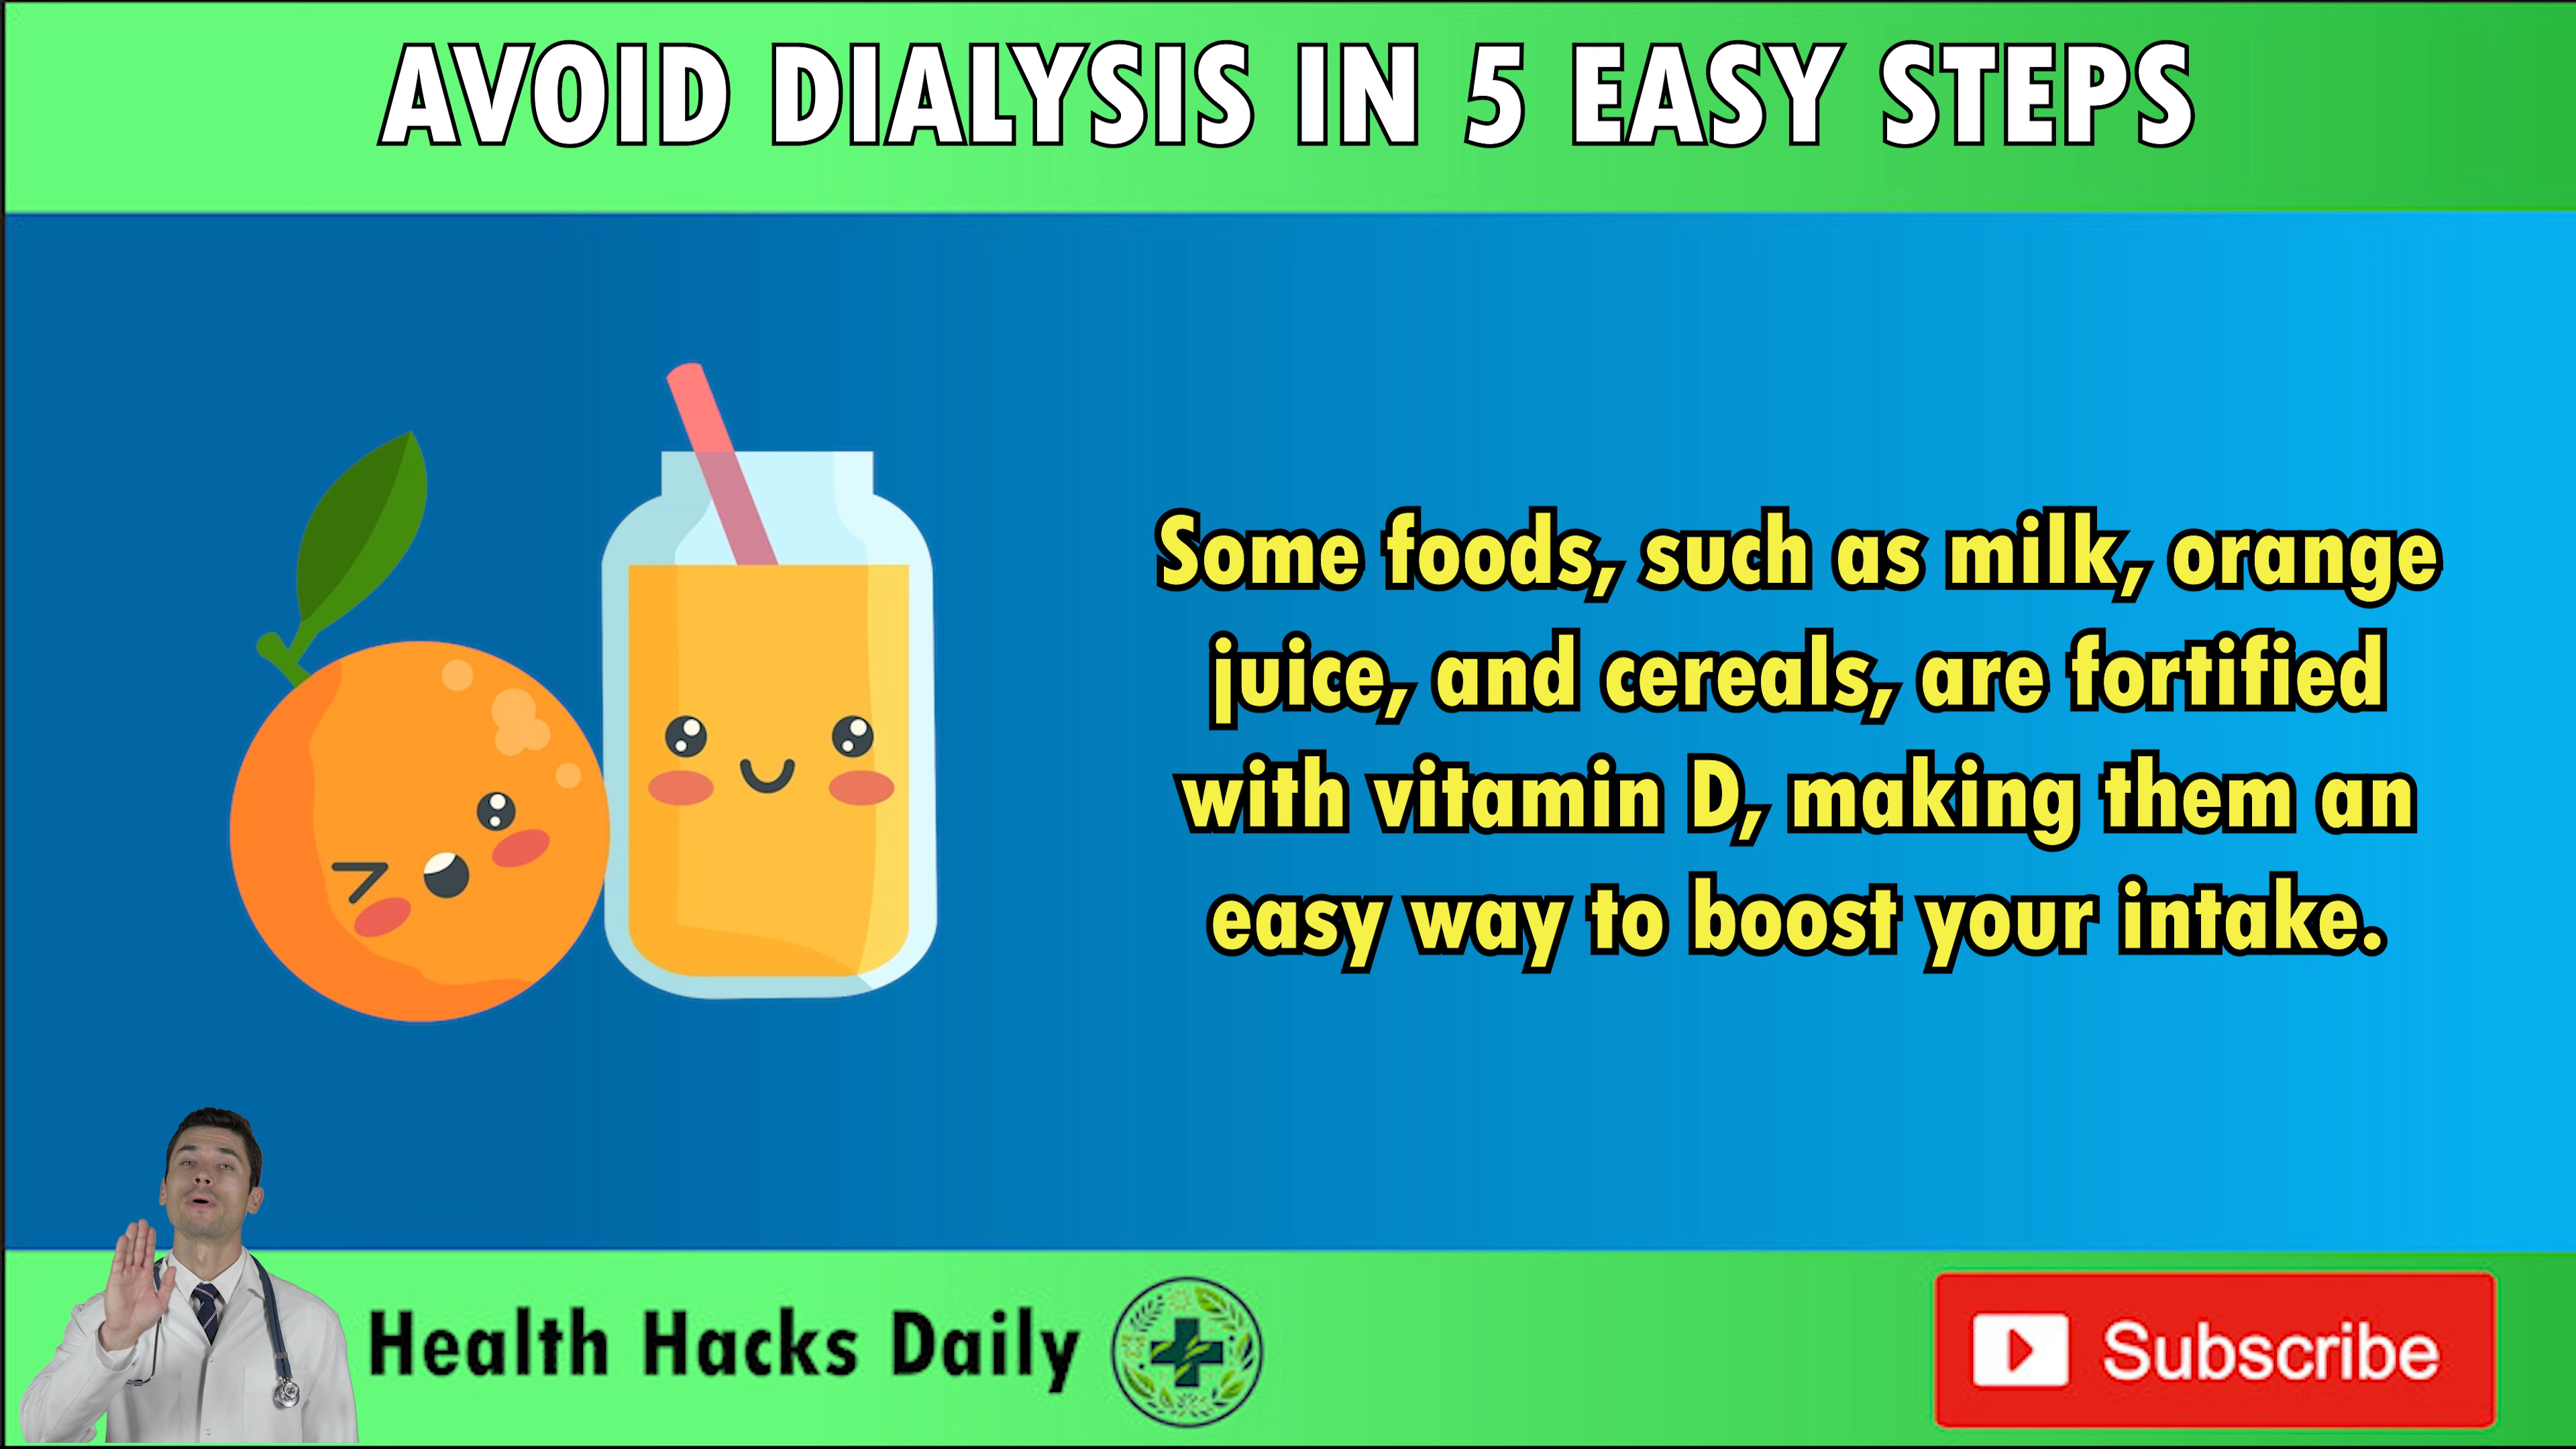 AVOID DIALYSIS IN 5 EASY STEPS
Some foods, such as milk, orange
juice, and cereals, are fortified
with vitamin D, making them an
easy way to boost your intake.
Health Hacks Daily
Subscribe